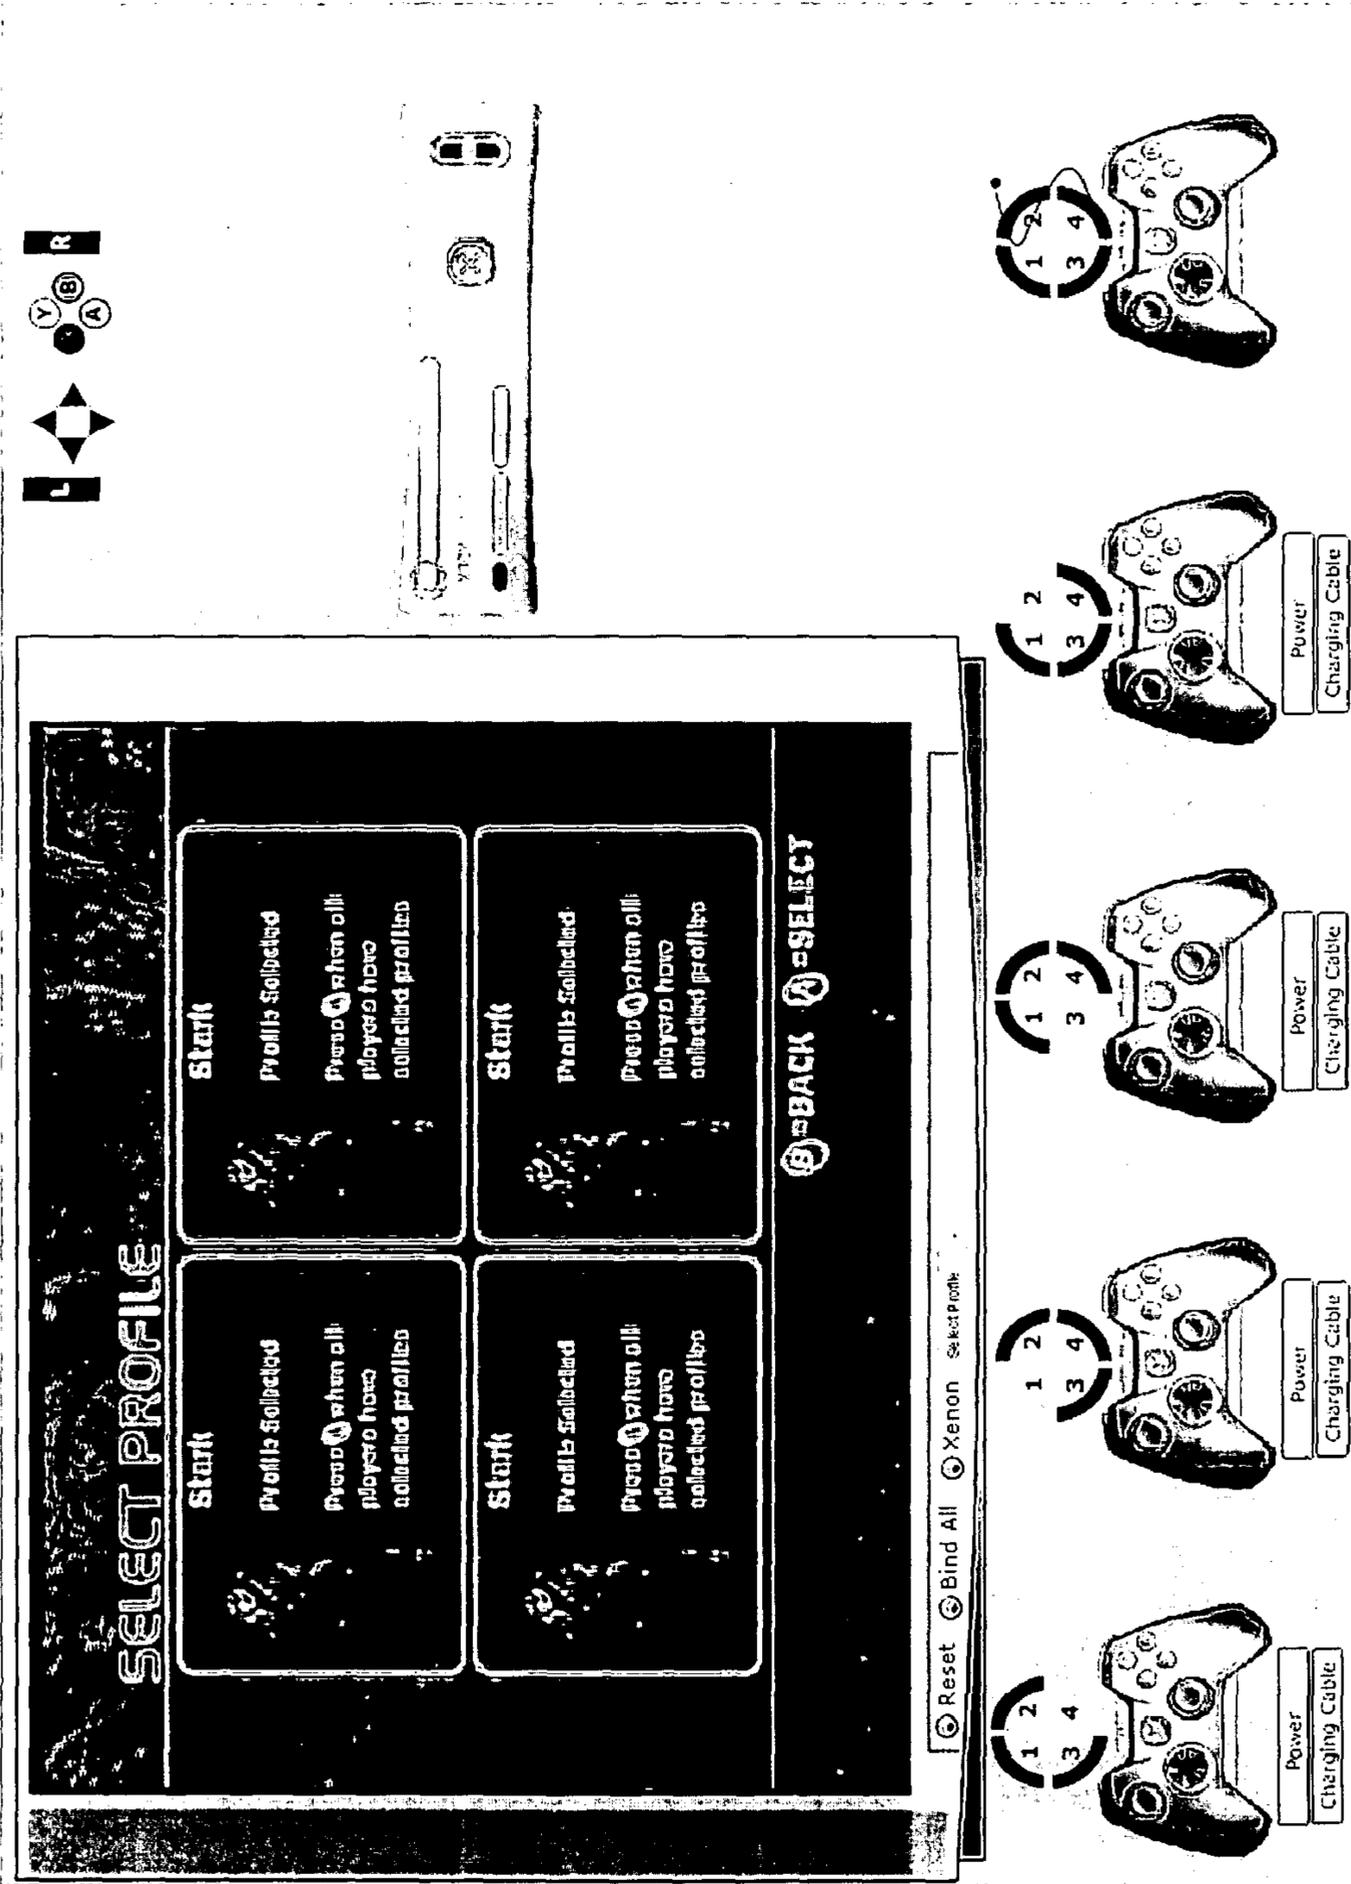 L
R
Y
B
A
SELECT PROFILE
Stark
Profile Selected
Press A when all
players have
selected profiles
Stark
Profile Selected
Press A when all
players have
selected profiles
Stark
Profile Selected
Press A when all
players have
selected profiles
Stark
Profile Selected
Press A when all
players have
selected profiles
B=BACK A=SELECT
Reset Bind All Xenon Select Profile
1 2
3 4
Power
Charging Cable
1 2
3 4
Power
Charging Cable
1 2
3 4
Power
Charging Cable
1 2
3 4
Power
Charging Cable
1 2
3 4